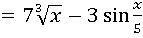 = 7∛x − 3 sin x/5